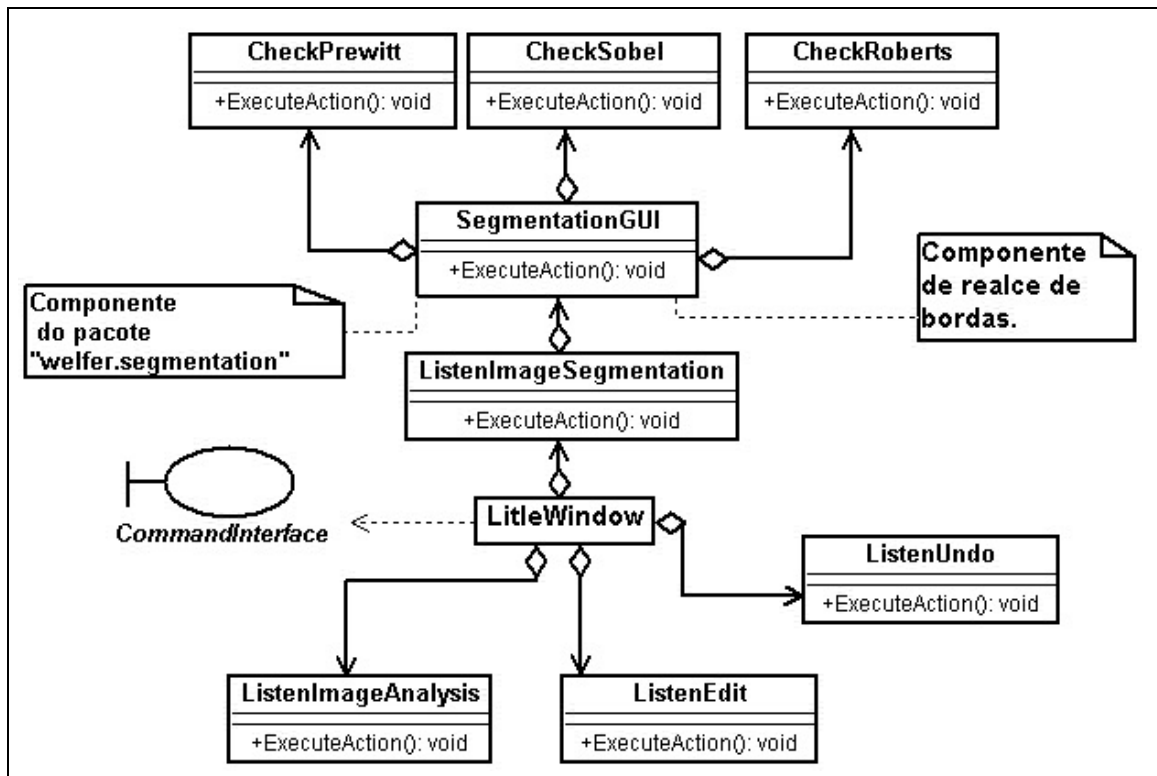 CheckPrewitt
+ExecuteAction(): void
CheckSobel
+ExecuteAction(): void
CheckRoberts
+ExecuteAction(): void
SegmentationGUI
+ExecuteAction(): void
Componente
de realce de
bordas.
Componente
do pacote
"welfer.segmentation"
ListenImageSegmentation
+ExecuteAction(): void
CommandInterface
LitleWindow
ListenUndo
+ExecuteAction(): void
ListenImageAnalysis
+ExecuteAction(): void
ListenEdit
+ExecuteAction(): void